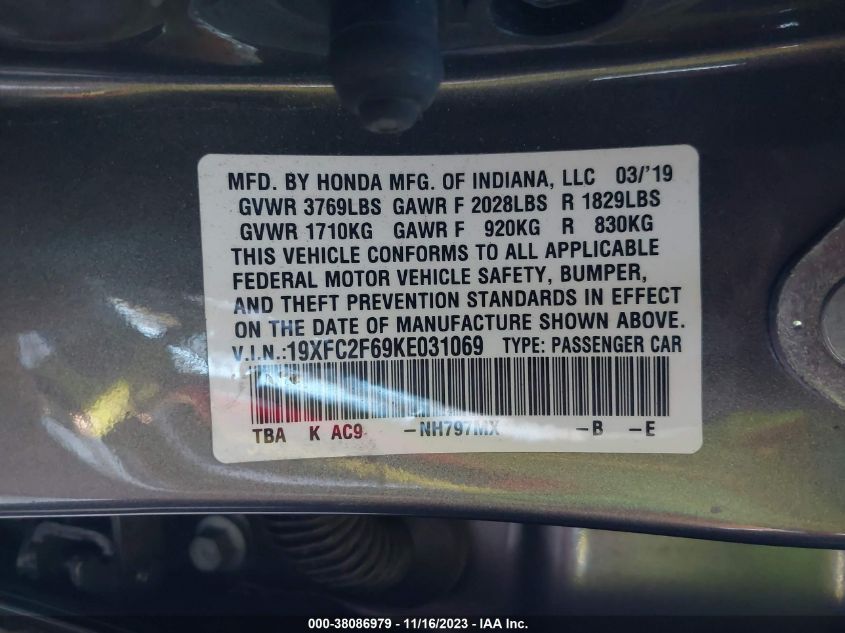 MFD. BY HONDA MFG. OF INDIANA, LLC 03/'19
GVWR 3769LBS GAWR F 2028LBS R 1829LBS
GVWR 1710KG GAWR F 920KG R 830KG
THIS VEHICLE CONFORMS TO ALL APPLICABLE
FEDERAL MOTOR VEHICLE SAFETY, BUMPER,
AND THEFT PREVENTION STANDARDS IN EFFECT
ON THE DATE OF MANUFACTURE SHOWN ABOVE.
V.I.N.:19XFC2F69KE031069 TYPE: PASSENGER CAR
TBA K AC9 -NH797MX -B -E
000-38086979 - 11/16/2023 - IAA Inc.